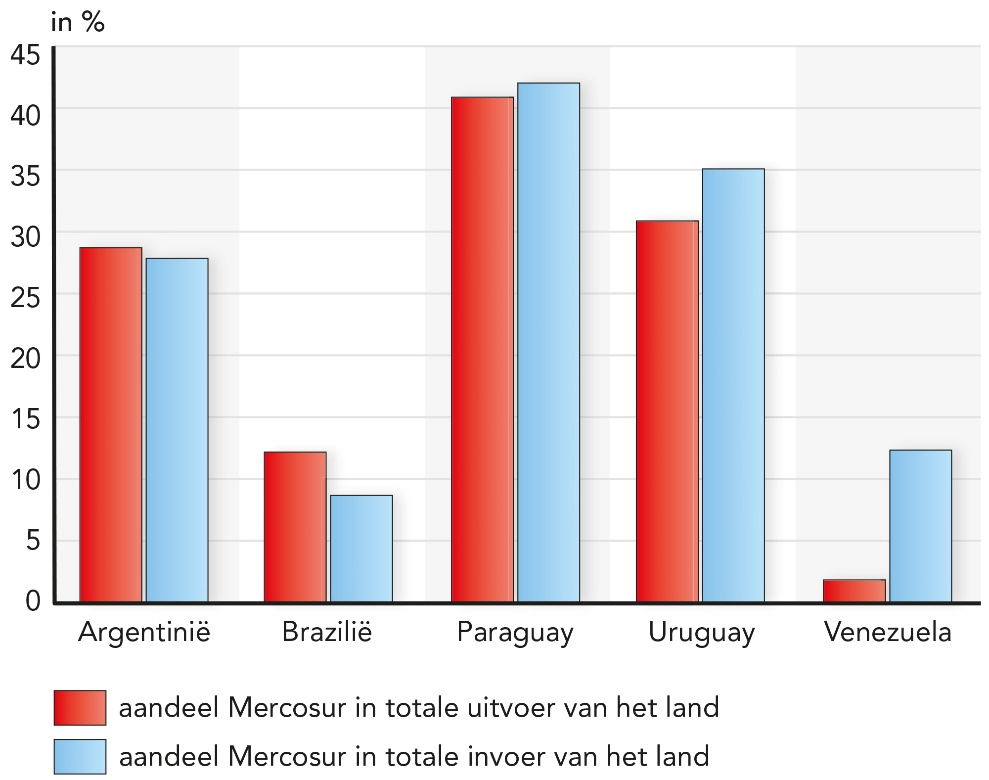 in %
45
40
35
30
25
20
15
10
5
0
Argentinië Brazilië Paraguay Uruguay Venezuela
aandeel Mercosur in totale uitvoer van het land
aandeel Mercosur in totale invoer van het land